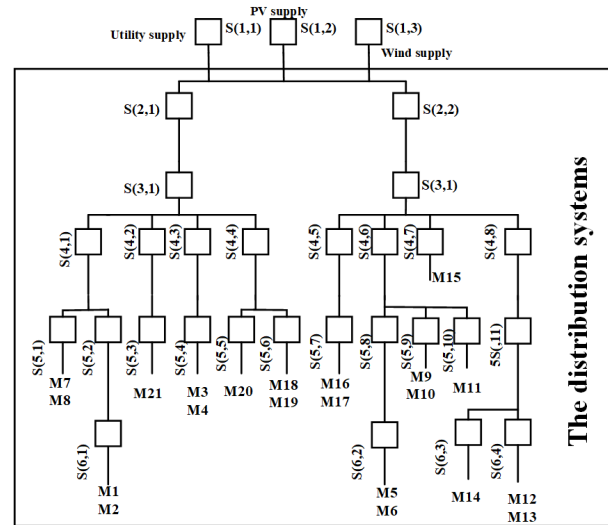 PV supply
Utility supply
S(1,1)
S(1,2)
S(1,3)
Wind supply
S(2,1)
S(2,2)
S(3,1)
S(3,1)
S(4,1)
S(4,2)
S(4,3)
S(4,4)
S(4,5)
S(4,6)
S(4,7)
S(4,8)
M15
S(5,1)
S(5,2)
S(5,3)
S(5,4)
S(5,5)
S(5,6)
S(5,7)
S(5,8)
S(5,9)
S(5,10)
5S(,11)
M7
M8
M21
M3
M4
M20
M18
M19
M16
M17
M9
M10
M11
S(6,1)
S(6,2)
S(6,3)
S(6,4)
M1
M2
M5
M6
M14
M12
M13
The distribution systems